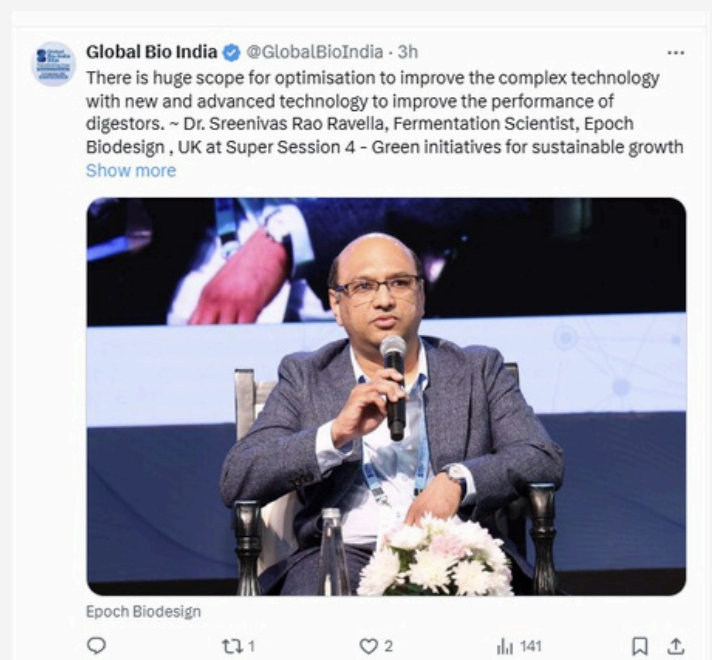 Global Bio India @GlobalBioIndia · 3h
There is huge scope for optimisation to improve the complex technology
with new and advanced technology to improve the performance of
digestors. ~ Dr. Sreenivas Rao Ravella, Fermentation Scientist, Epoch
Biodesign , UK at Super Session 4 - Green initiatives for sustainable growth
Show more
Epoch Biodesign
1 2 141